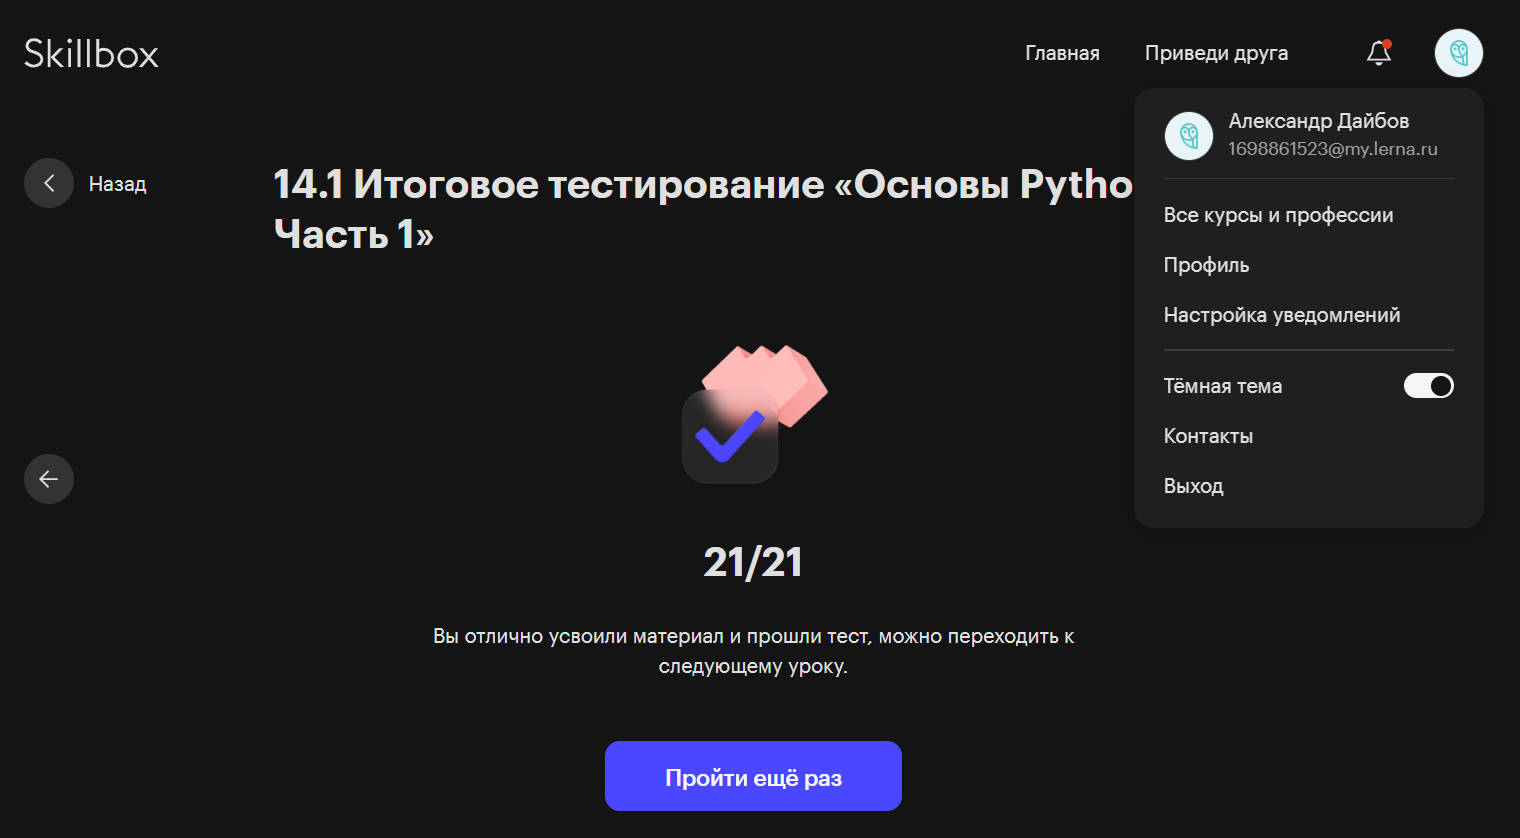 Skillbox
Главная
Приведи друга
Александр Дайбов
1698861523@my.lerna.ru
Назад
14.1 Итоговое тестирование «Основы Pytho
Часть 1»
Все курсы и профессии
Профиль
Настройка уведомлений
Тёмная тема
Контакты
Выход
21/21
Вы отлично усвоили материал и прошли тест, можно переходить к
следующему уроку.
Пройти ещё раз